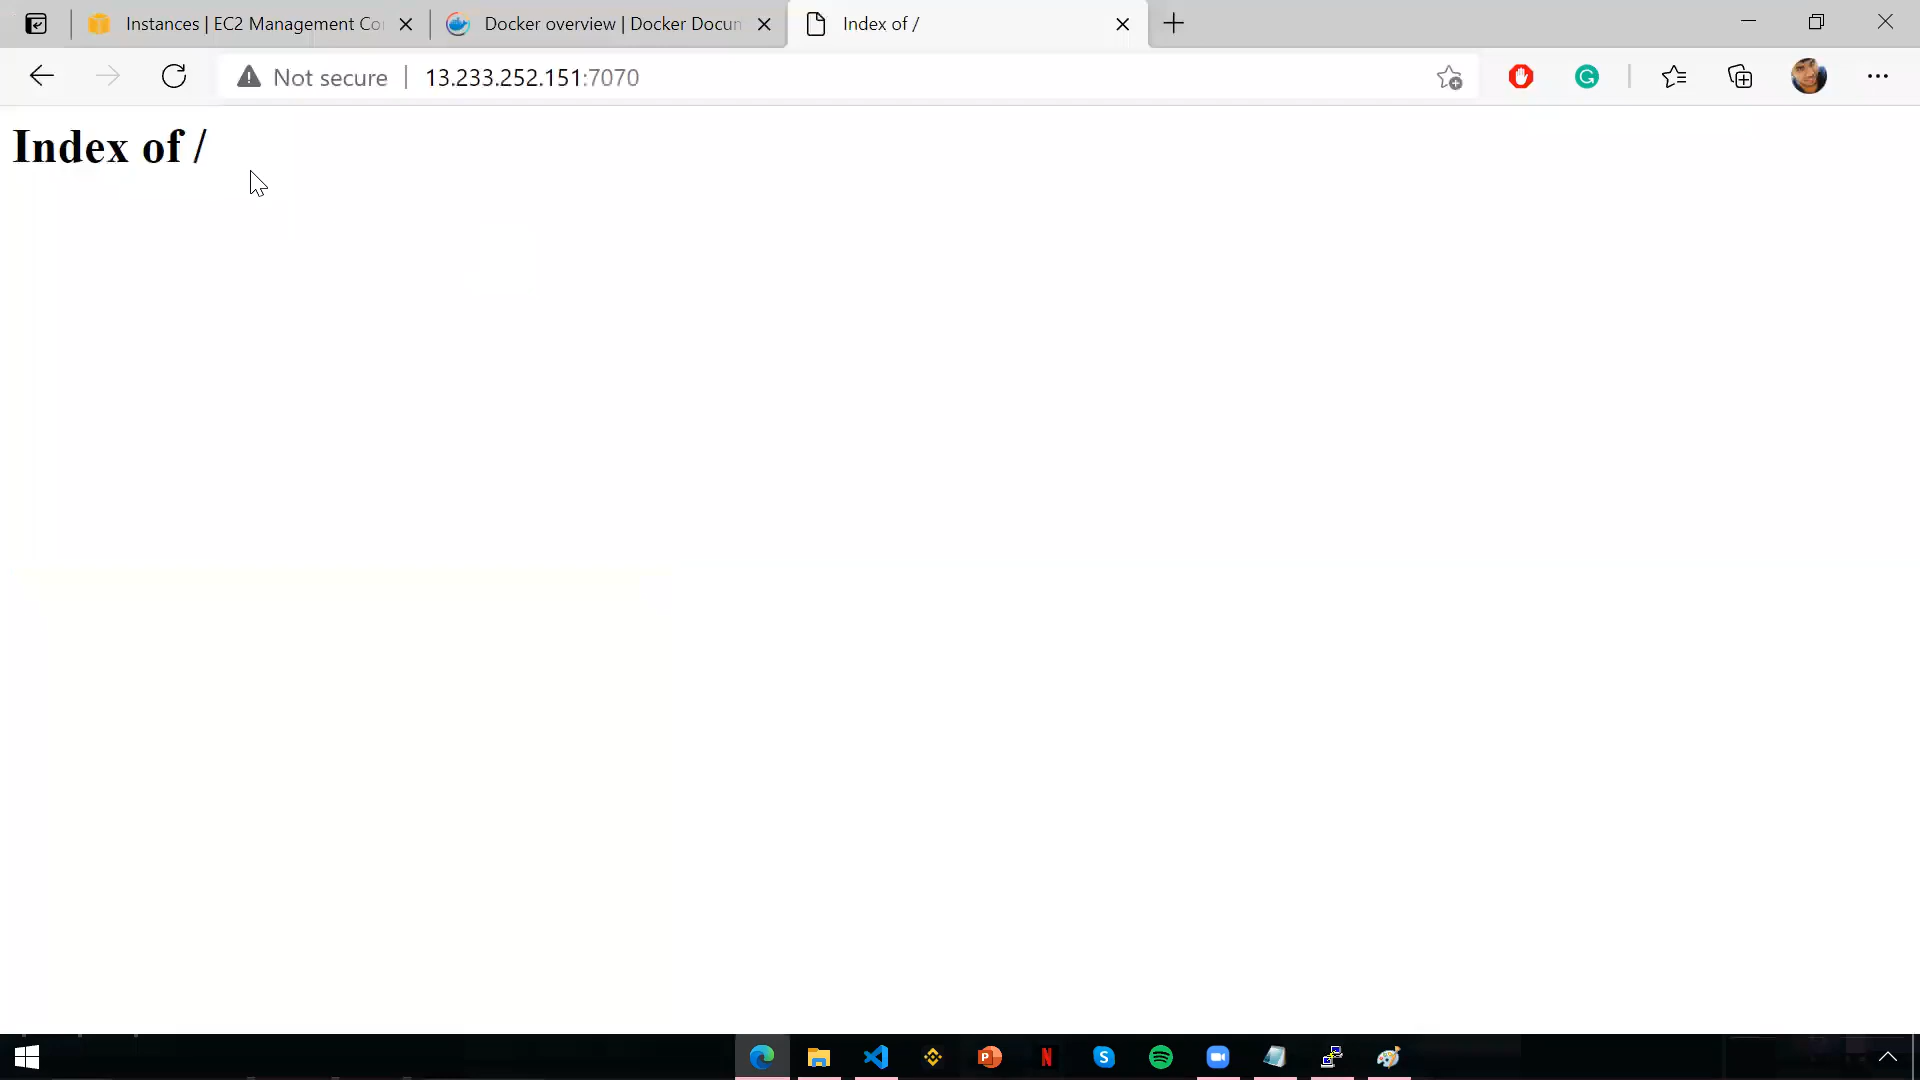 Instances | EC2 Management Co
Docker overview | Docker Docun
Index of /
Not secure
13.233.252.151:7070
Index of /